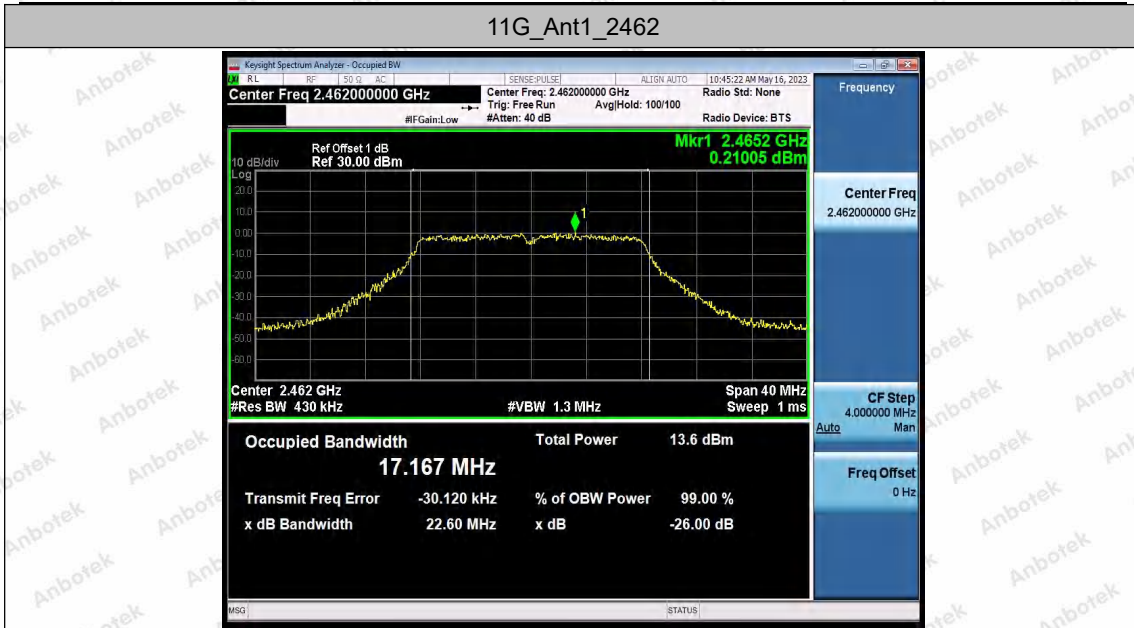 11G_Ant1_2462
Keysight Spectrum Analyzer - Occupied BW
RL RF 50 Ω AC SENSE:PULSE ALIGN AUTO 10:45:22 AM May 16, 2023
Center Freq 2.462000000 GHz
Center Freq: 2.462000000 GHz
Radio Std: None
Trig: Free Run Avg|Hold: 100/100
#IFGain:Low #Atten: 40 dB Radio Device: BTS
Ref Offset 1 dB
Mkr1 2.4652 GHz
10 dB/div Ref 30.00 dBm
0.21005 dBm
Log
20.0
10.0
0.00
-10.0
-20.0
-30.0
-40.0
-50.0
-60.0
1
Center 2.462 GHz Span 40 MHz
#Res BW 430 kHz #VBW 1.3 MHz Sweep 1 ms
Occupied Bandwidth Total Power 13.6 dBm
17.167 MHz
Transmit Freq Error -30.120 kHz % of OBW Power 99.00 %
x dB Bandwidth 22.60 MHz x dB -26.00 dB
MSG STATUS
Frequency
Center Freq
2.462000000 GHz
CF Step
4.000000 MHz
Auto Man
Freq Offset
0 Hz
Anbotek